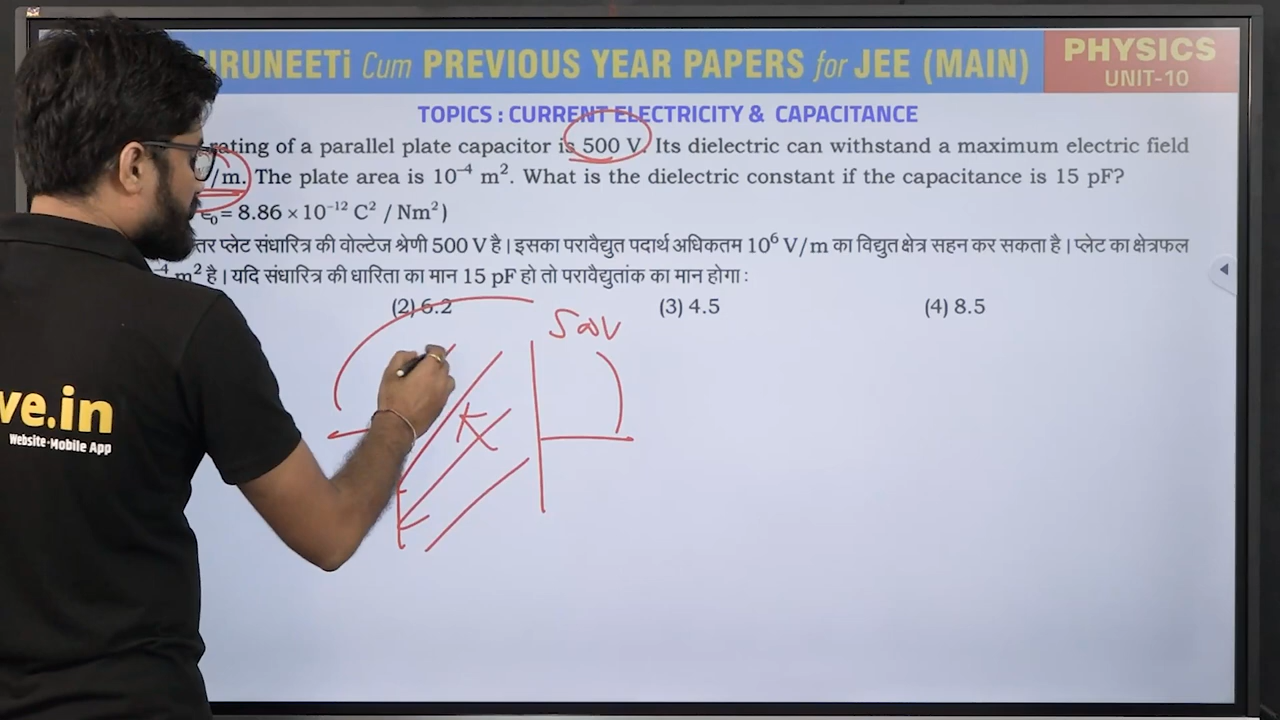 URUNEETi Cum PREVIOUS YEAR PAPERS for JEE (MAIN)
PHYSICS
UNIT-10
TOPICS : CURRENT ELECTRICITY & CAPACITANCE
rating of a parallel plate capacitor is 500 V. Its dielectric can withstand a maximum electric field
/m. The plate area is 10⁻⁴ m². What is the dielectric constant if the capacitance is 15 pF?
ϵ₀ = 8.86 × 10⁻¹² C² / Nm²)
तर प्लेट संधारित्र की वोल्टेज श्रेणी 500 V है। इसका परावैद्युत पदार्थ अधिकतम 10⁶ V/m का विद्युत क्षेत्र सहन कर सकता है। प्लेट का क्षेत्रफल
⁻⁴ m² है। यदि संधारित्र की धारिता का मान 15 pF हो तो परावैद्युतांक का मान होगा :
(2) 6.2 (3) 4.5 (4) 8.5
500V
K
ve.in
Website•Mobile App